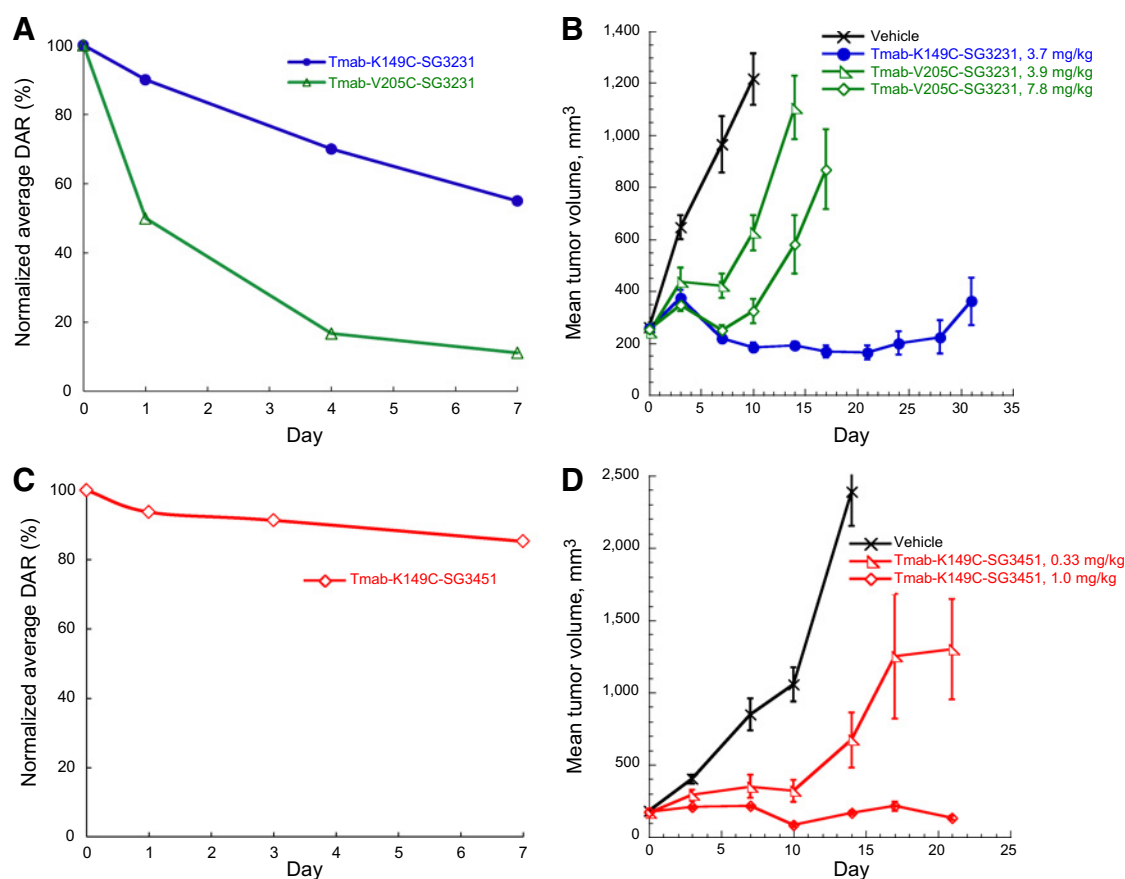 A
Normalized average DAR (%)
100
80
60
40
20
0
0 1 2 3 4 5 6 7
Day
Tmab-K149C-SG3231
Tmab-V205C-SG3231
B
Mean tumor volume, mm³
1,400
1,200
1,000
800
600
400
200
0
0 5 10 15 20 25 30 35
Day
Vehicle
Tmab-K149C-SG3231, 3.7 mg/kg
Tmab-V205C-SG3231, 3.9 mg/kg
Tmab-V205C-SG3231, 7.8 mg/kg
C
Normalized average DAR (%)
100
80
60
40
20
0
0 1 2 3 4 5 6 7
Day
Tmab-K149C-SG3451
D
Mean tumor volume, mm³
2,500
2,000
1,500
1,000
500
0
0 5 10 15 20 25
Day
Vehicle
Tmab-K149C-SG3451, 0.33 mg/kg
Tmab-K149C-SG3451, 1.0 mg/kg